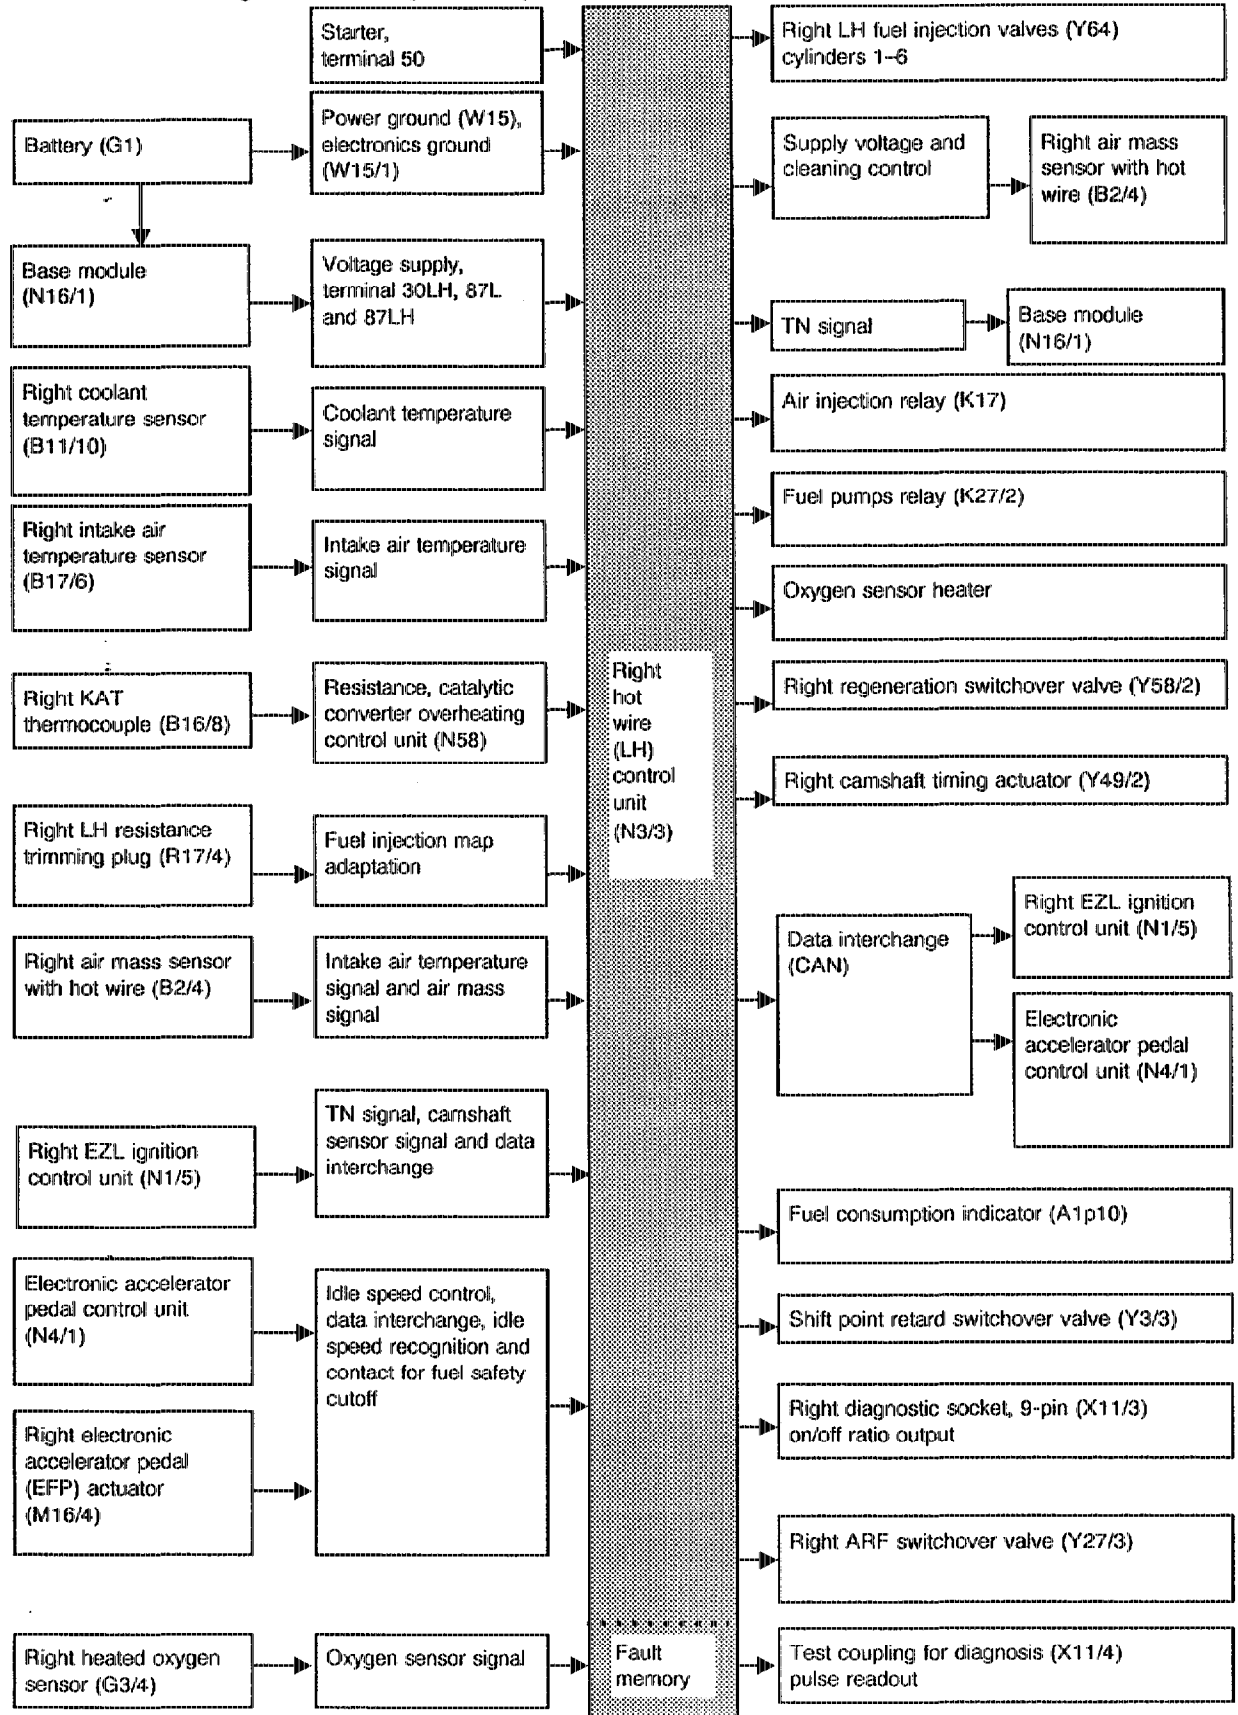 Starter,
terminal 50
Battery (G1)
Power ground (W15),
electronics ground
(W15/1)
Base module
(N16/1)
Voltage supply,
terminal 30LH, 87L
and 87LH
Right coolant
temperature sensor
(B11/10)
Coolant temperature
signal
Right intake air
temperature sensor
(B17/6)
Intake air temperature
signal
Right KAT
thermocouple (B16/8)
Resistance, catalytic
converter overheating
control unit (N58)
Right LH resistance
trimming plug (R17/4)
Fuel injection map
adaptation
Right air mass sensor
with hot wire (B2/4)
Intake air temperature
signal and air mass
signal
Right EZL ignition
control unit (N1/5)
TN signal, camshaft
sensor signal and data
interchange
Electronic accelerator
pedal control unit
(N4/1)
Idle speed control,
data interchange, idle
speed recognition and
contact for fuel safety
cutoff
Right electronic
accelerator pedal
(EFP) actuator
(M16/4)
Right heated oxygen
sensor (G3/4)
Oxygen sensor signal
Right
hot
wire
(LH)
control
unit
(N3/3)
Fault
memory
Right LH fuel injection valves (Y64)
cylinders 1–6
Supply voltage and
cleaning control
Right air mass
sensor with hot
wire (B2/4)
TN signal
Base module
(N16/1)
Air injection relay (K17)
Fuel pumps relay (K27/2)
Oxygen sensor heater
Right regeneration switchover valve (Y58/2)
Right camshaft timing actuator (Y49/2)
Data interchange
(CAN)
Right EZL ignition
control unit (N1/5)
Electronic
accelerator pedal
control unit (N4/1)
Fuel consumption indicator (A1p10)
Shift point retard switchover valve (Y3/3)
Right diagnostic socket, 9-pin (X11/3)
on/off ratio output
Right ARF switchover valve (Y27/3)
Test coupling for diagnosis (X11/4)
pulse readout